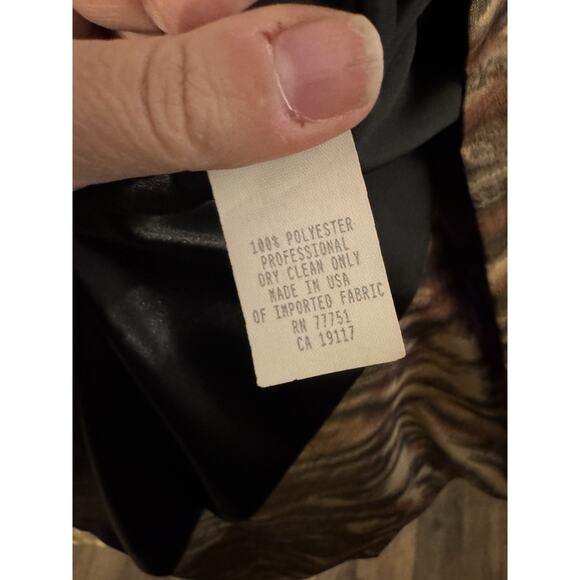 100% POLYESTER
PROFESSIONAL
DRY CLEAN ONLY
MADE IN USA
OF IMPORTED FABRIC
RN 77751
CA 19117